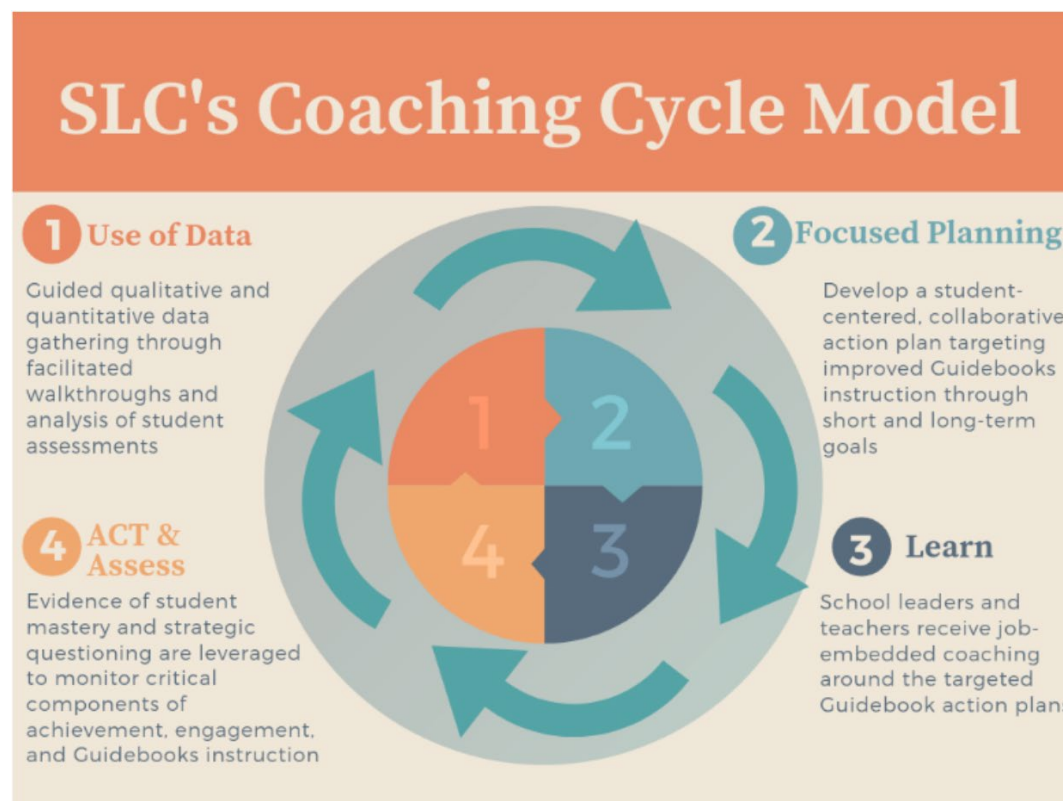 SLC's Coaching Cycle Model
1 Use of Data
Guided qualitative and
quantitative data
gathering through
facilitated
walkthroughs and
analysis of student
assessments
2 Focused Planning
Develop a student-
centered, collaborative
action plan targeting
improved Guidebooks
instruction through
short and long-term
goals
1 2
4 3
4 ACT &
Assess
Evidence of student
mastery and strategic
questioning are leveraged
to monitor critical
components of
achievement, engagement,
and Guidebooks instruction
3 Learn
School leaders and
teachers receive job-
embedded coaching
around the targeted
Guidebook action plans